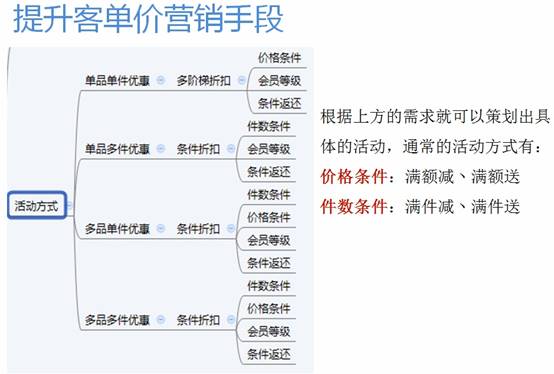 提升客单价营销手段
活动方式
单品单件优惠
多阶梯折扣
价格条件
会员等级
条件返还
单品多件优惠
条件折扣
件数条件
会员等级
条件返还
多品单件优惠
条件折扣
件数条件
价格条件
会员等级
条件返还
多品多件优惠
条件折扣
件数条件
价格条件
会员等级
条件返还
根据上方的需求就可以策划出具
体的活动，通常的活动方式有：
价格条件：满额减、满额送
件数条件：满件减、满件送